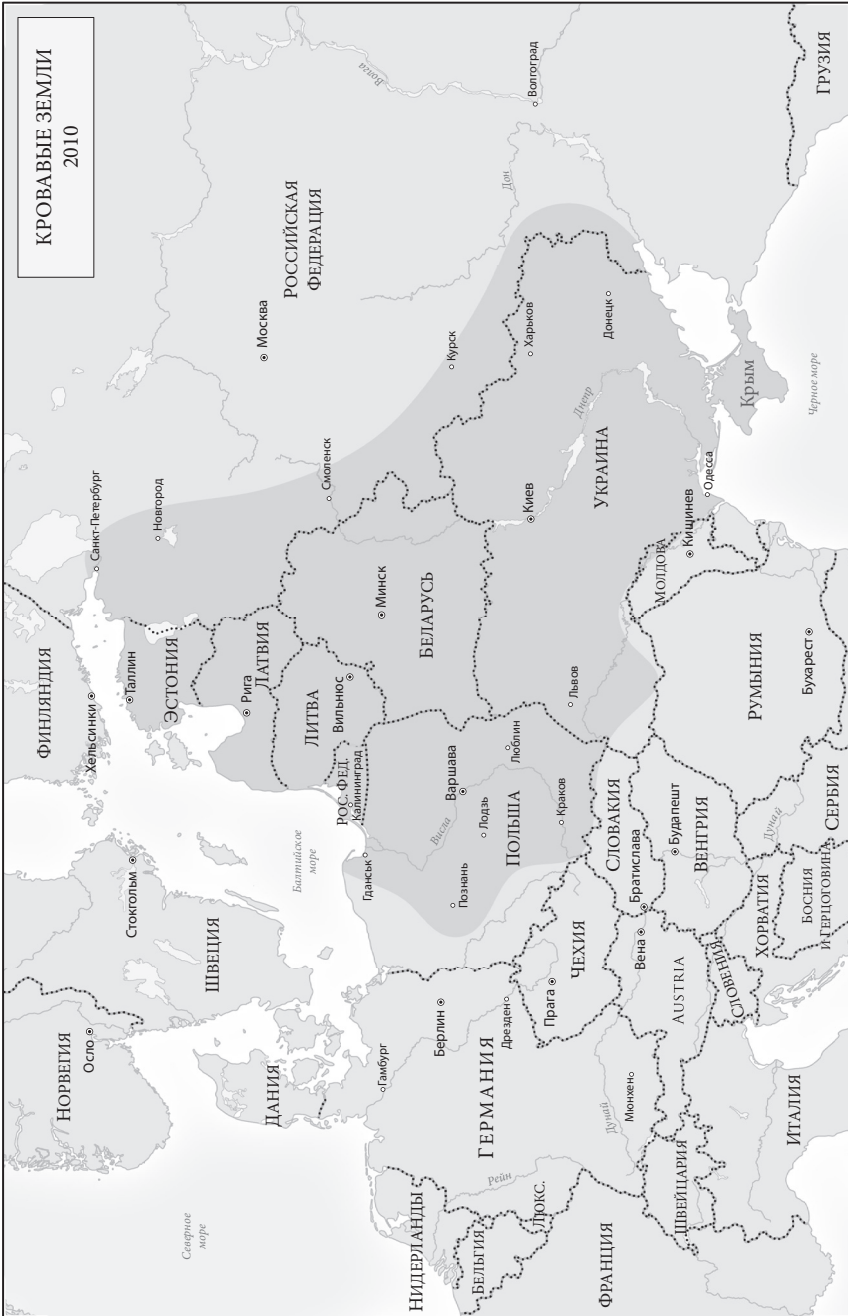 КРОВАВЫЕ ЗЕМЛИ
2010
НОРВЕГИЯ
Осло
ШВЕЦИЯ
Стокгольм
ФИНЛЯНДИЯ
Хельсинки
Санкт-Петербург
Новгород
Таллин
ЭСТОНИЯ
Северное
море
ДАНИЯ
Балтийское
море
Рига
ЛАТВИЯ
Москва
РОССИЙСКАЯ
ФЕДЕРАЦИЯ
Волга
ЛИТВА
Вильнюс
РОС. ФЕД.
Калининград
Смоленск
Гамбург
Гданьск
Минск
БЕЛАРУСЬ
НИДЕРЛАНДЫ
Берлин
Висла
Познань
Варшава
Лодзь
Курск
БЕЛЬГИЯ
Рейн
ГЕРМАНИЯ
Дрезден
ПОЛЬША
Люблин
Дон
ЛЮКС.
Прага
ЧЕХИЯ
Краков
Львов
Киев
Харьков
Волгоград
Днепр
УКРАИНА
Донецк
ФРАНЦИЯ
Дунай
Мюнхен
Вена
Братислава
СЛОВАКИЯ
МОЛДОВА
Кишинев
Одесса
ШВЕЙЦАРИЯ
AUSTRIA
Будапешт
ВЕНГРИЯ
СЛОВЕНИЯ
ХОРВАТИЯ
Дунай
РУМЫНИЯ
Бухарест
Крым
ИТАЛИЯ
БОСНИЯ
И ГЕРЦОГОВИНА
СЕРБИЯ
Черное море
ГРУЗИЯ